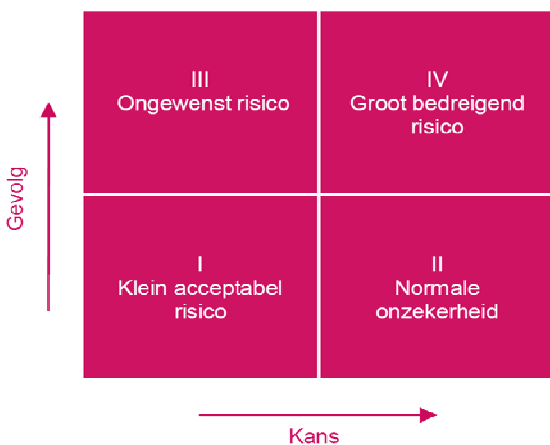 III
Ongewenst risico
IV
Groot bedreigend
risico
Gevolg
I
Klein acceptabel
risico
II
Normale
onzekerheid
Kans